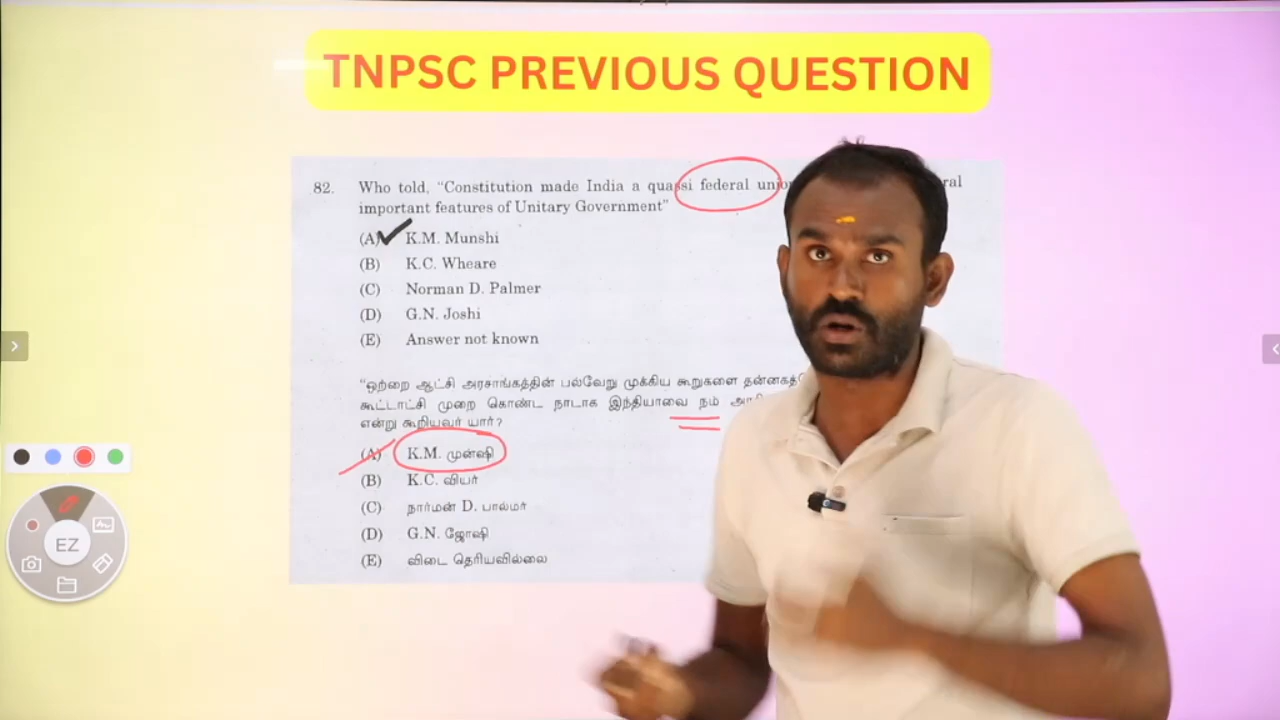 TNPSC PREVIOUS QUESTION
82. Who told, "Constitution made India a quassi federal ral
important features of Unitary Government"
(A) K.M. Munshi
(B) K.C. Wheare
(C) Norman D. Palmer
(D) G.N. Joshi
(E) Answer not known
"ஒற்றை ஆட்சி அரசாங்கத்தின் பல்வேறு முக்கிய கூறுகளை
கூட்டாட்சி முறை கொண்ட நாடாக இந்தியாவை நம்
என்று கூறியவர் யார்?
(A) K.M. முன்ஷி
(B) K.C. வியர்
(C) நார்மன் D. பால்மர்
(D) G.N. ஜோஷி
(E) விடை தெரியவில்லை
EZ